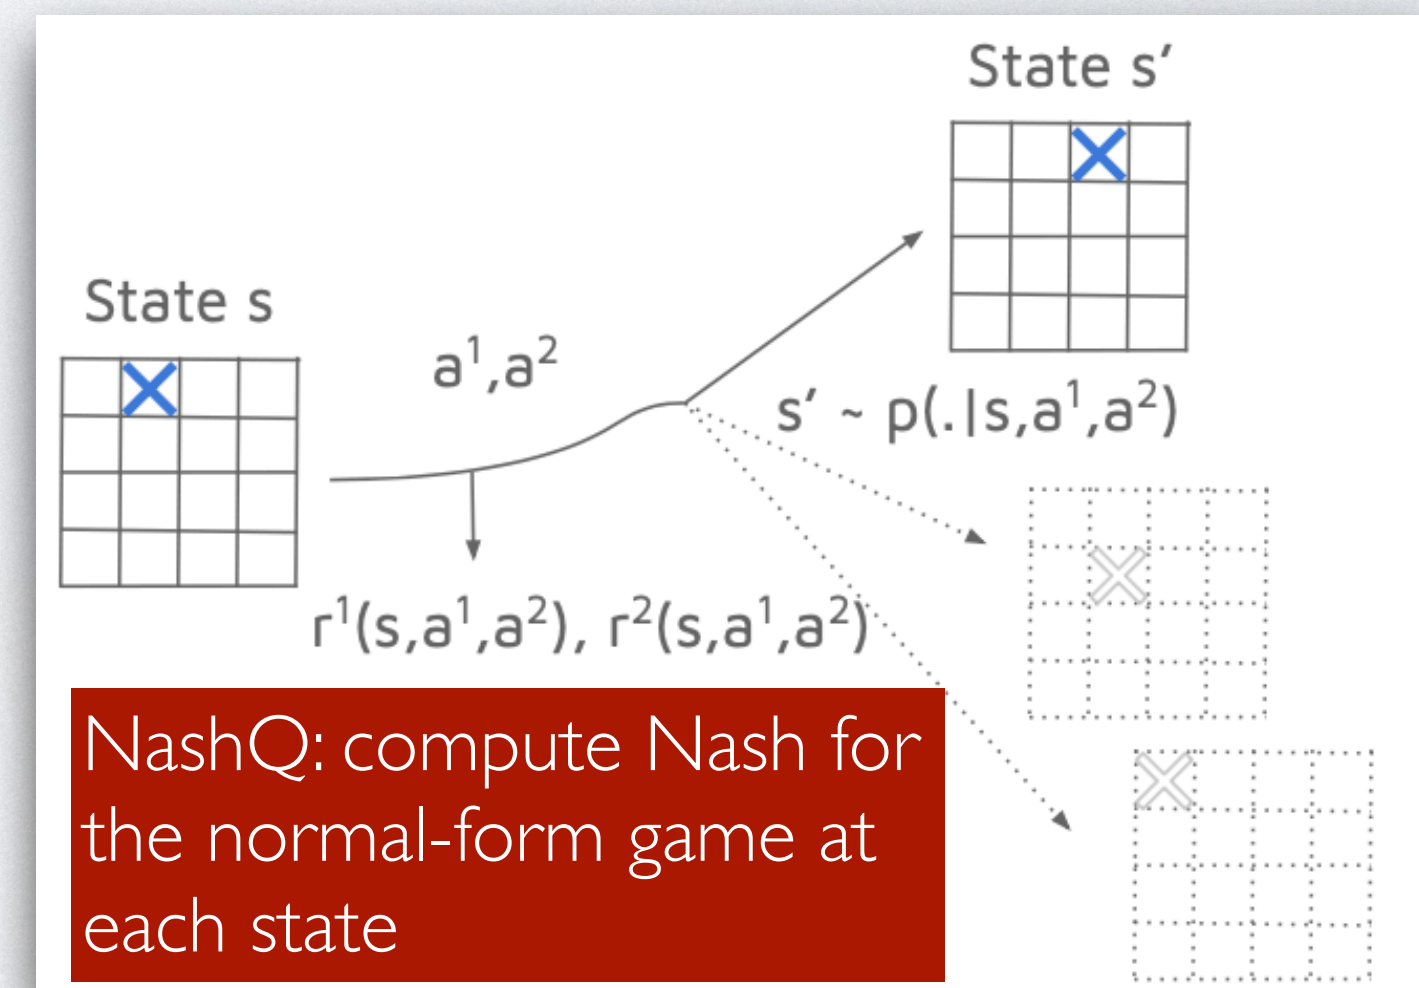 State s′
State s
a¹,a²
s′ ~ p(.|s,a¹,a²)
r¹(s,a¹,a²), r²(s,a¹,a²)
NashQ: compute Nash for
the normal-form game at
each state